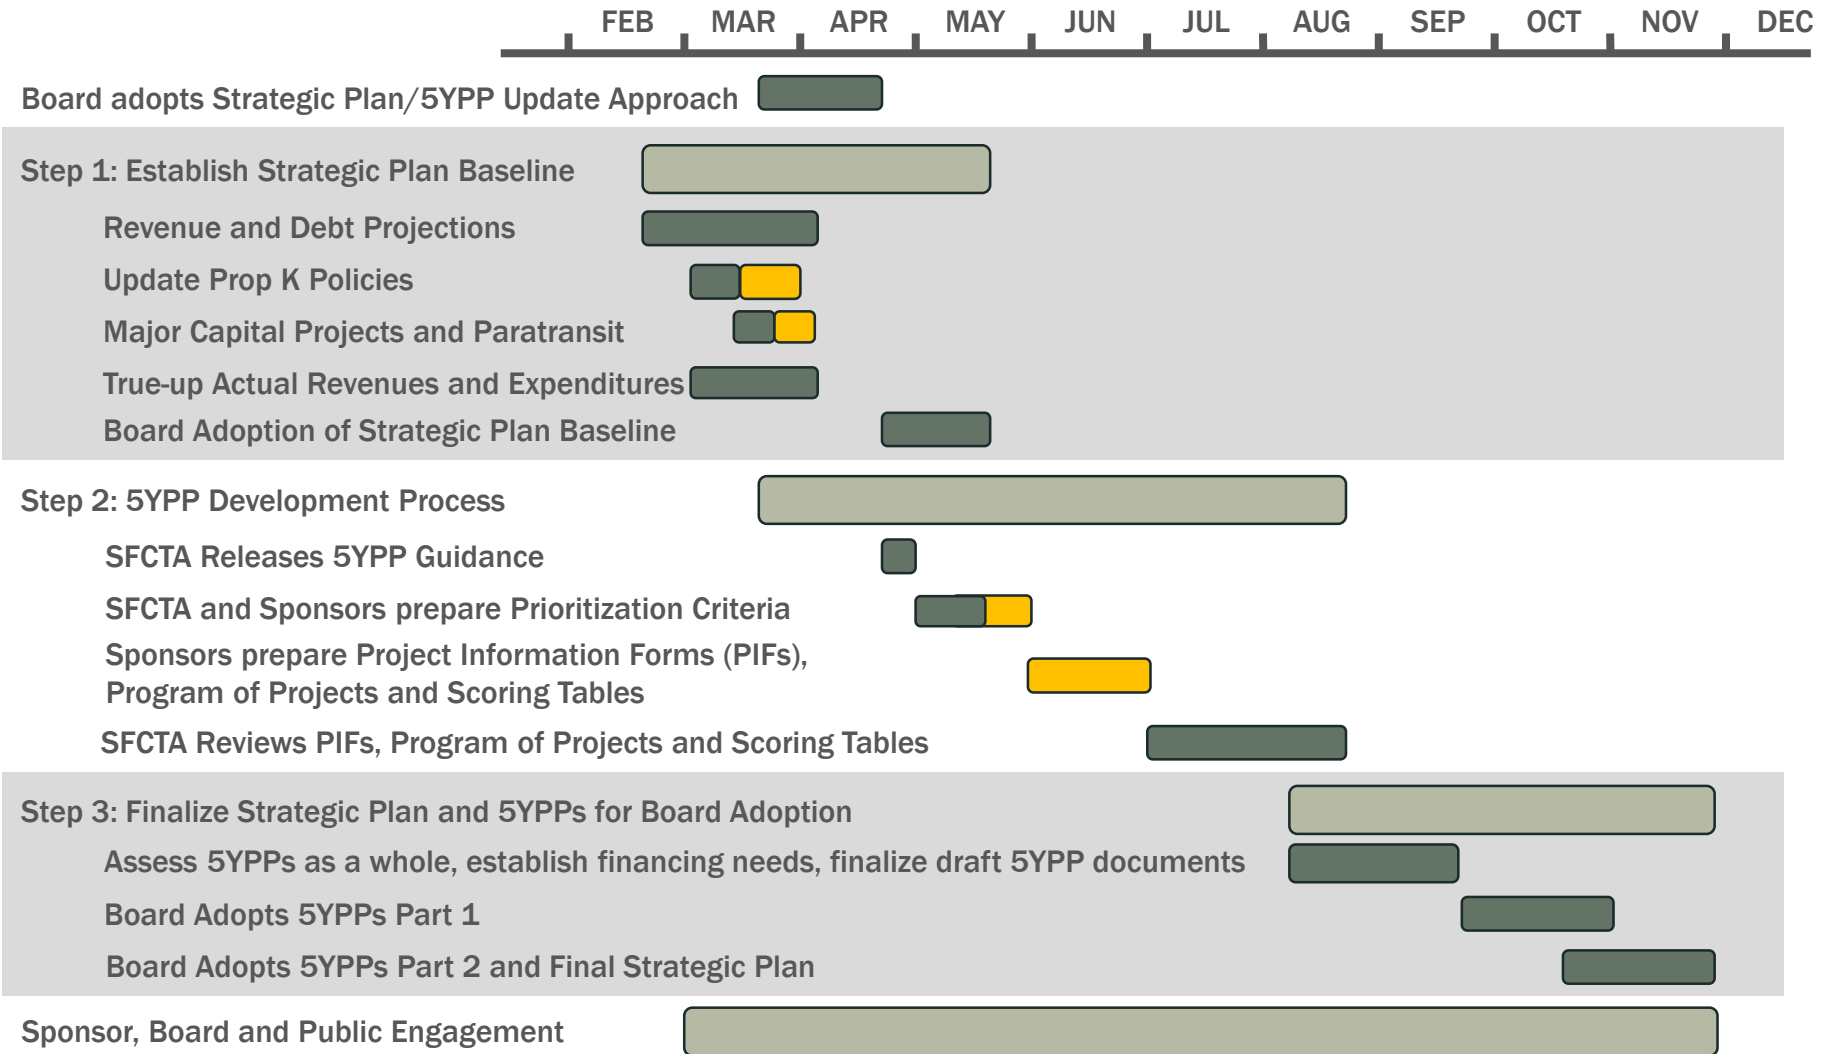 FEB MAR APR MAY JUN JUL AUG SEP OCT NOV DEC
Board adopts Strategic Plan/5YPP Update Approach
Step 1: Establish Strategic Plan Baseline
Revenue and Debt Projections
Update Prop K Policies
Major Capital Projects and Paratransit
True-up Actual Revenues and Expenditures
Board Adoption of Strategic Plan Baseline
Step 2: 5YPP Development Process
SFCTA Releases 5YPP Guidance
SFCTA and Sponsors prepare Prioritization Criteria
Sponsors prepare Project Information Forms (PIFs),
Program of Projects and Scoring Tables
SFCTA Reviews PIFs, Program of Projects and Scoring Tables
Step 3: Finalize Strategic Plan and 5YPPs for Board Adoption
Assess 5YPPs as a whole, establish financing needs, finalize draft 5YPP documents
Board Adopts 5YPPs Part 1
Board Adopts 5YPPs Part 2 and Final Strategic Plan
Sponsor, Board and Public Engagement